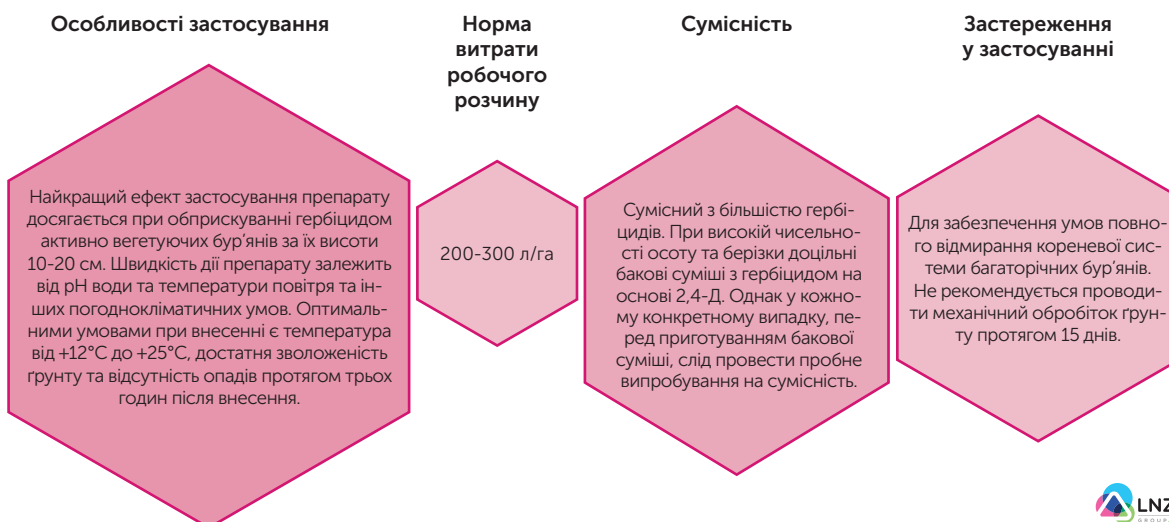 Особливості застосування
Найкращий ефект застосування препарату
досягається при обприскуванні гербіцидом
активно вегетуючих бур’янів за їх висоти
10-20 см. Швидкість дії препарату залежить
від pH води та температури повітря та ін-
ших погоднокліматичних умов. Оптималь-
ними умовами при внесенні є температура
від +12°С до +25°С, достатня зволоженість
ґрунту та відсутність опадів протягом трьох
годин після внесення.
Норма
витрати
робочого
розчину
200-300 л/га
Сумісність
Сумісний з більшістю гербі-
цидів. При високій чисельно-
сті осоту та берізки доцільні
бакові суміші з гербіцидом на
основі 2,4-Д. Однак у кожно-
му конкретному випадку, пе-
ред приготуванням бакової
суміші, слід провести пробне
випробування на сумісність.
Застереження
у застосуванні
Для забезпечення умов повно-
го відмирання кореневої сис-
теми багаторічних бур’янів.
Не рекомендується проводи-
ти механічний обробіток ґрун-
ту протягом 15 днів.
LNZ
GROUP